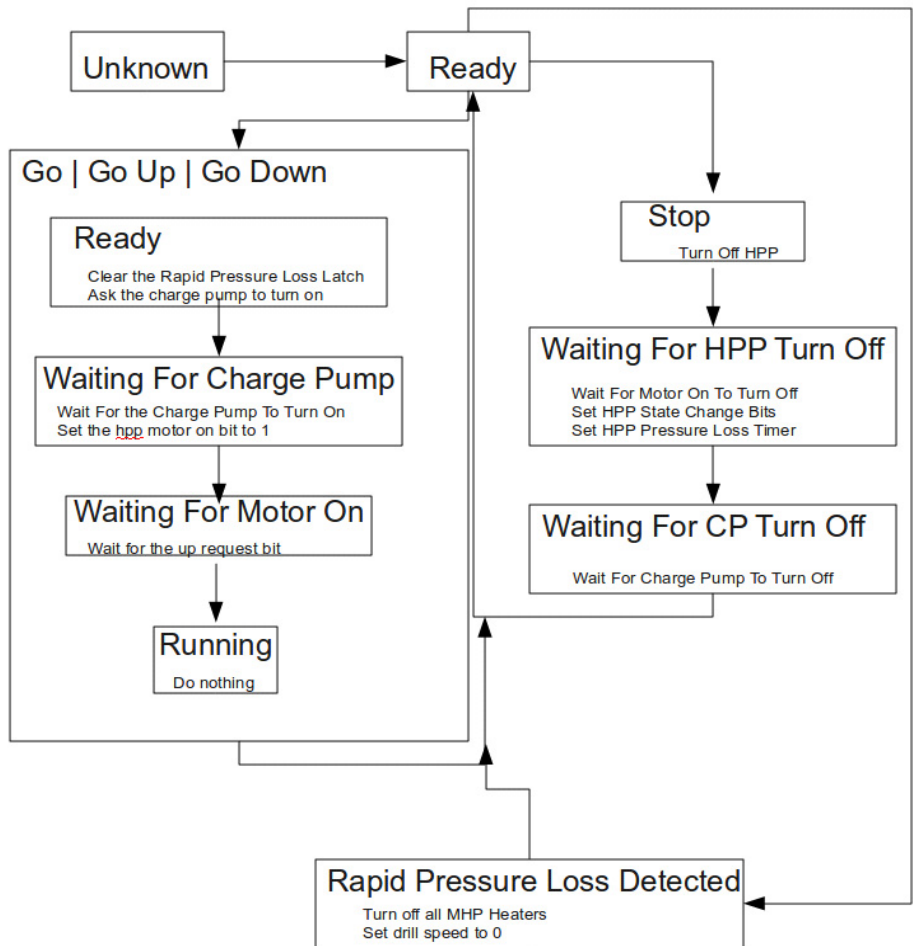 Unknown
Ready
Go | Go Up | Go Down
Ready
Clear the Rapid Pressure Loss Latch
Ask the charge pump to turn on
Waiting For Charge Pump
Wait For the Charge Pump To Turn On
Set the hpp motor on bit to 1
Waiting For Motor On
Wait for the up request bit
Running
Do nothing
Stop
Turn Off HPP
Waiting For HPP Turn Off
Wait For Motor On To Turn Off
Set HPP State Change Bits
Set HPP Pressure Loss Timer
Waiting For CP Turn Off
Wait For Charge Pump To Turn Off
Rapid Pressure Loss Detected
Turn off all MHP Heaters
Set drill speed to 0